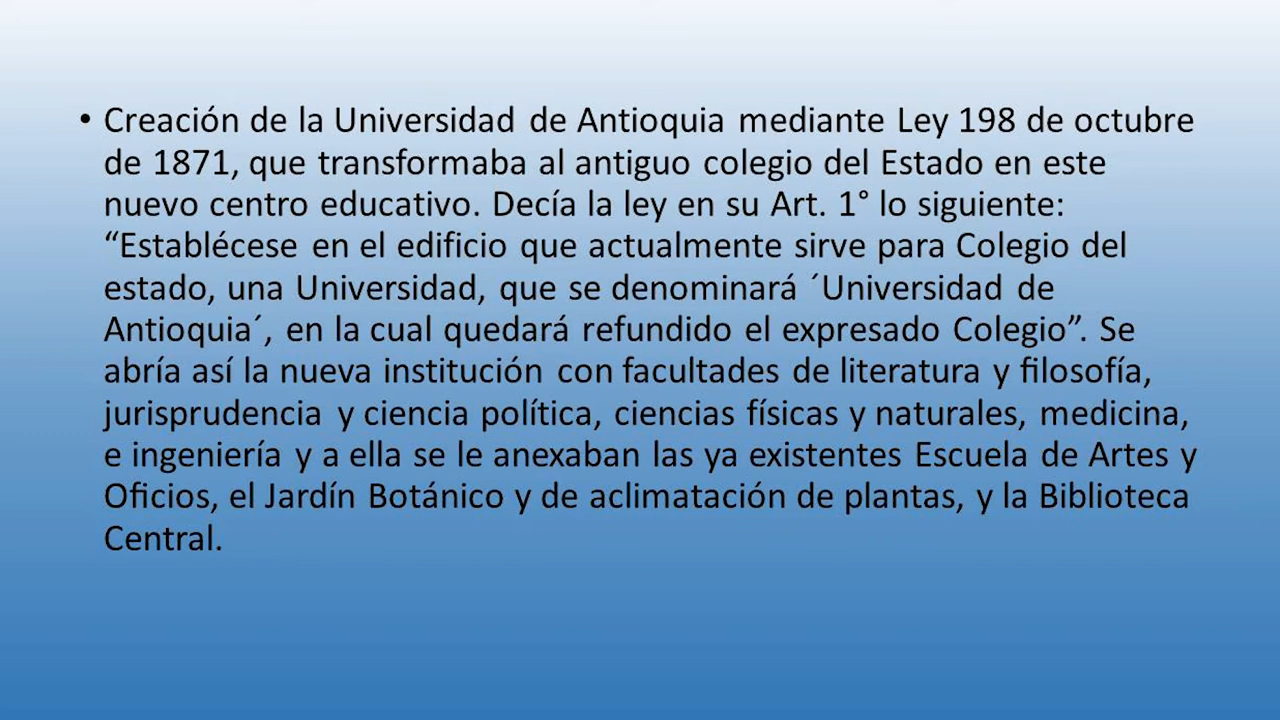 • Creación de la Universidad de Antioquia mediante Ley 198 de octubre
de 1871, que transformaba al antiguo colegio del Estado en este
nuevo centro educativo. Decía la ley en su Art. 1° lo siguiente:
“Establécese en el edificio que actualmente sirve para Colegio del
estado, una Universidad, que se denominará ´Universidad de
Antioquia´, en la cual quedará refundido el expresado Colegio”. Se
abría así la nueva institución con facultades de literatura y filosofía,
jurisprudencia y ciencia política, ciencias físicas y naturales, medicina,
e ingeniería y a ella se le anexaban las ya existentes Escuela de Artes y
Oficios, el Jardín Botánico y de aclimatación de plantas, y la Biblioteca
Central.